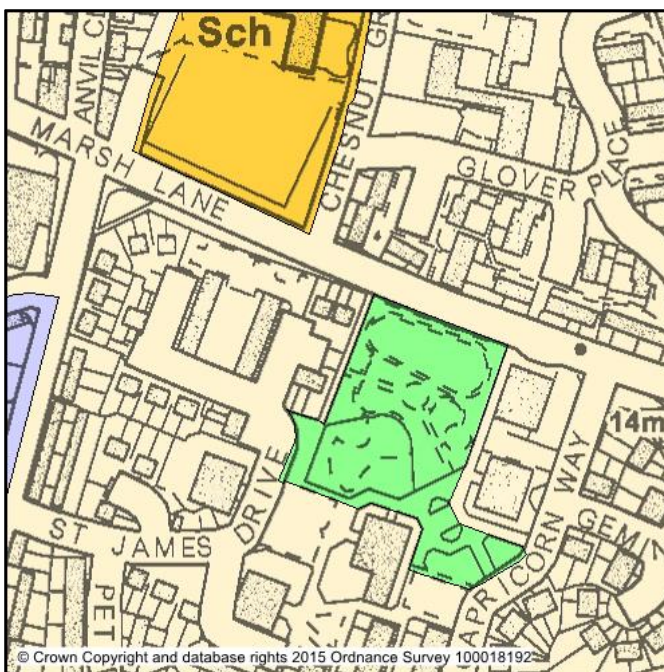 Sch
ANVIL C
CHESNUT GR
MARSH LANE
GLOVER PLACE
14m
DRIVE
ST JAMES
WAY
GEMI
APRICORN
PET
© Crown Copyright and database rights 2015 Ordnance Survey 100018192